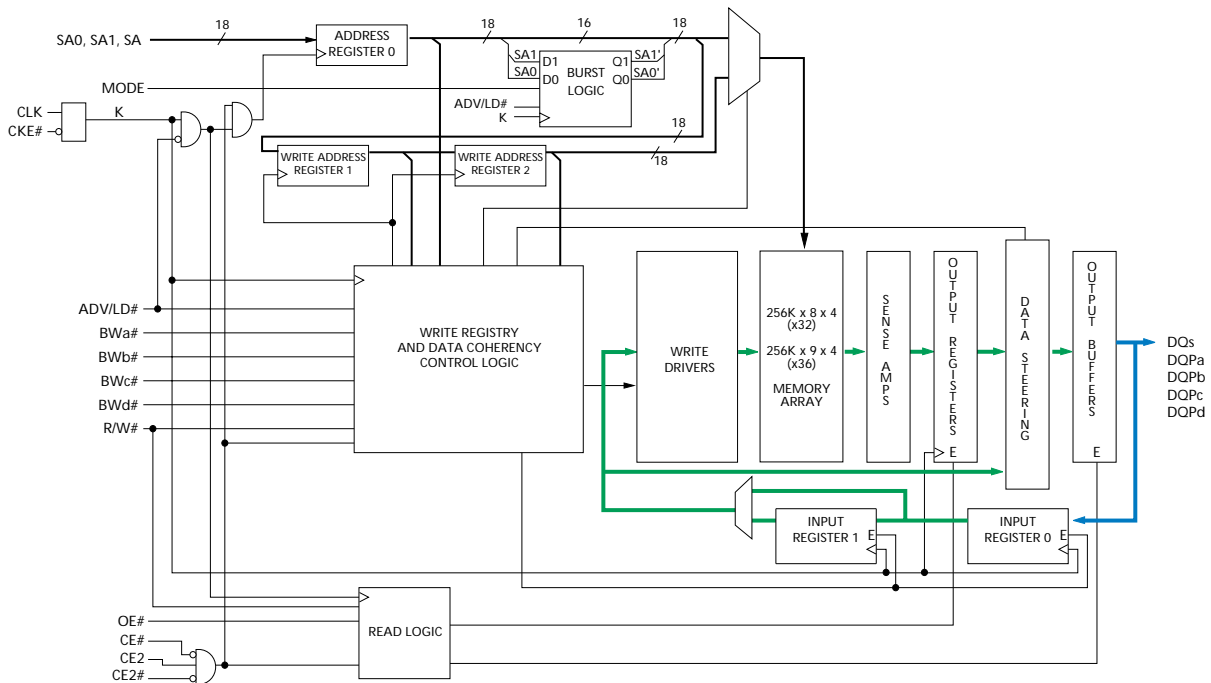 18
18
16
18
SA0, SA1, SA
ADDRESS
REGISTER 0
SA1
SA0
D1
D0
BURST
LOGIC
Q1
Q0
SA1'
SA0'
MODE
ADV/LD#
K
CLK
CKE#
K
18
18
WRITE ADDRESS
REGISTER 1
WRITE ADDRESS
REGISTER 2
ADV/LD#
BWa#
BWb#
BWc#
BWd#
R/W#
WRITE REGISTRY
AND DATA COHERENCY
CONTROL LOGIC
WRITE
DRIVERS
256K x 8 x 4
(x32)
256K x 9 x 4
(x36)
MEMORY
ARRAY
SENSE AMPS
OUTPUT REGISTERS
E
DATA STEERING
OUTPUT BUFFERS
E
DQs
DQPa
DQPb
DQPc
DQPd
INPUT
REGISTER 1
E
INPUT
REGISTER 0
E
OE#
CE#
CE2
CE2#
READ LOGIC